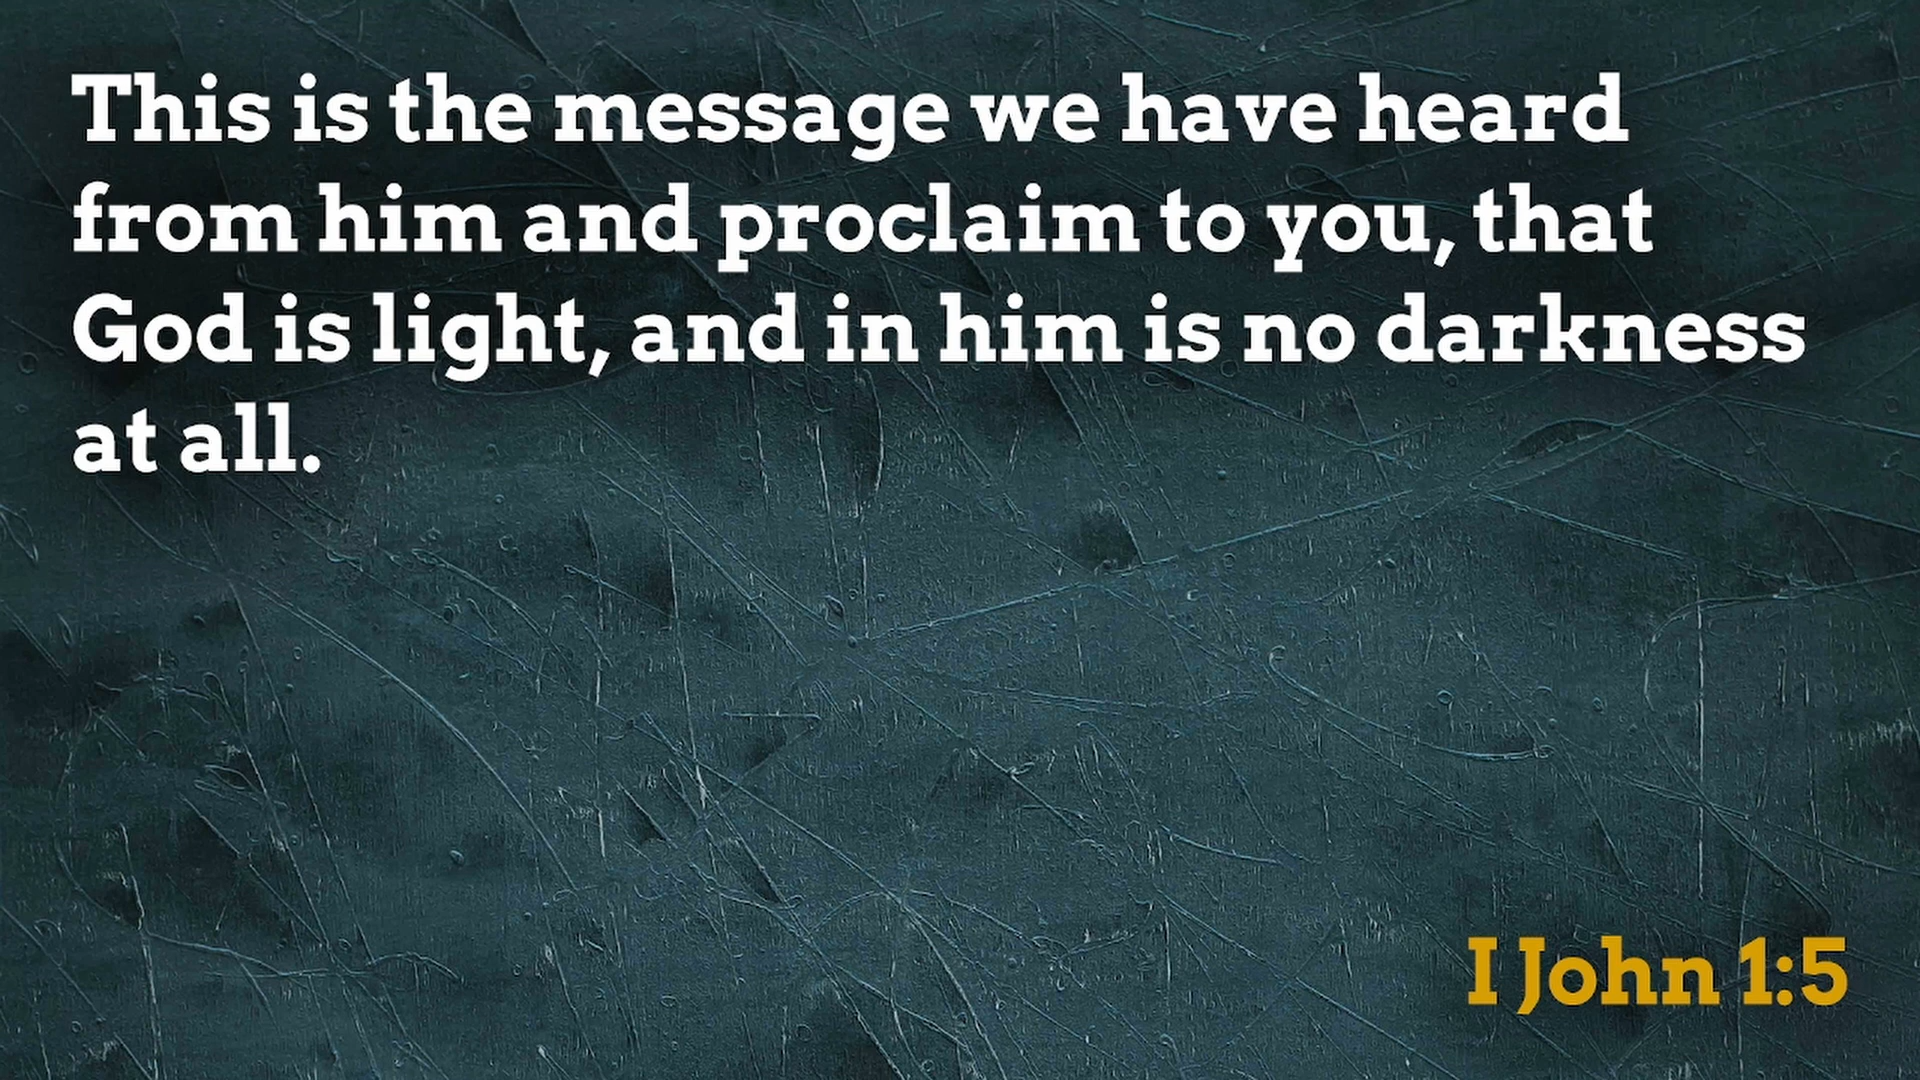 This is the message we have heard
from him and proclaim to you, that
God is light, and in him is no darkness
at all.
I John 1:5